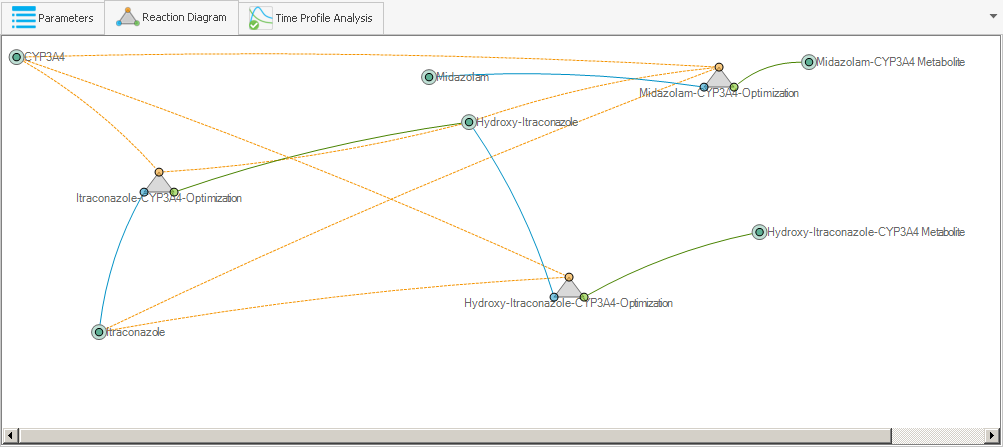 Parameters
Reaction Diagram
Time Profile Analysis
CYP3A4
Midazolam
Midazolam-CYP3A4 Metabolite
Midazolam-CYP3A4-Optimization
Hydroxy-Itraconazole
Itraconazole-CYP3A4-Optimization
Hydroxy-Itraconazole-CYP3A4 Metabolite
Hydroxy-Itraconazole-CYP3A4-Optimization
Itraconazole